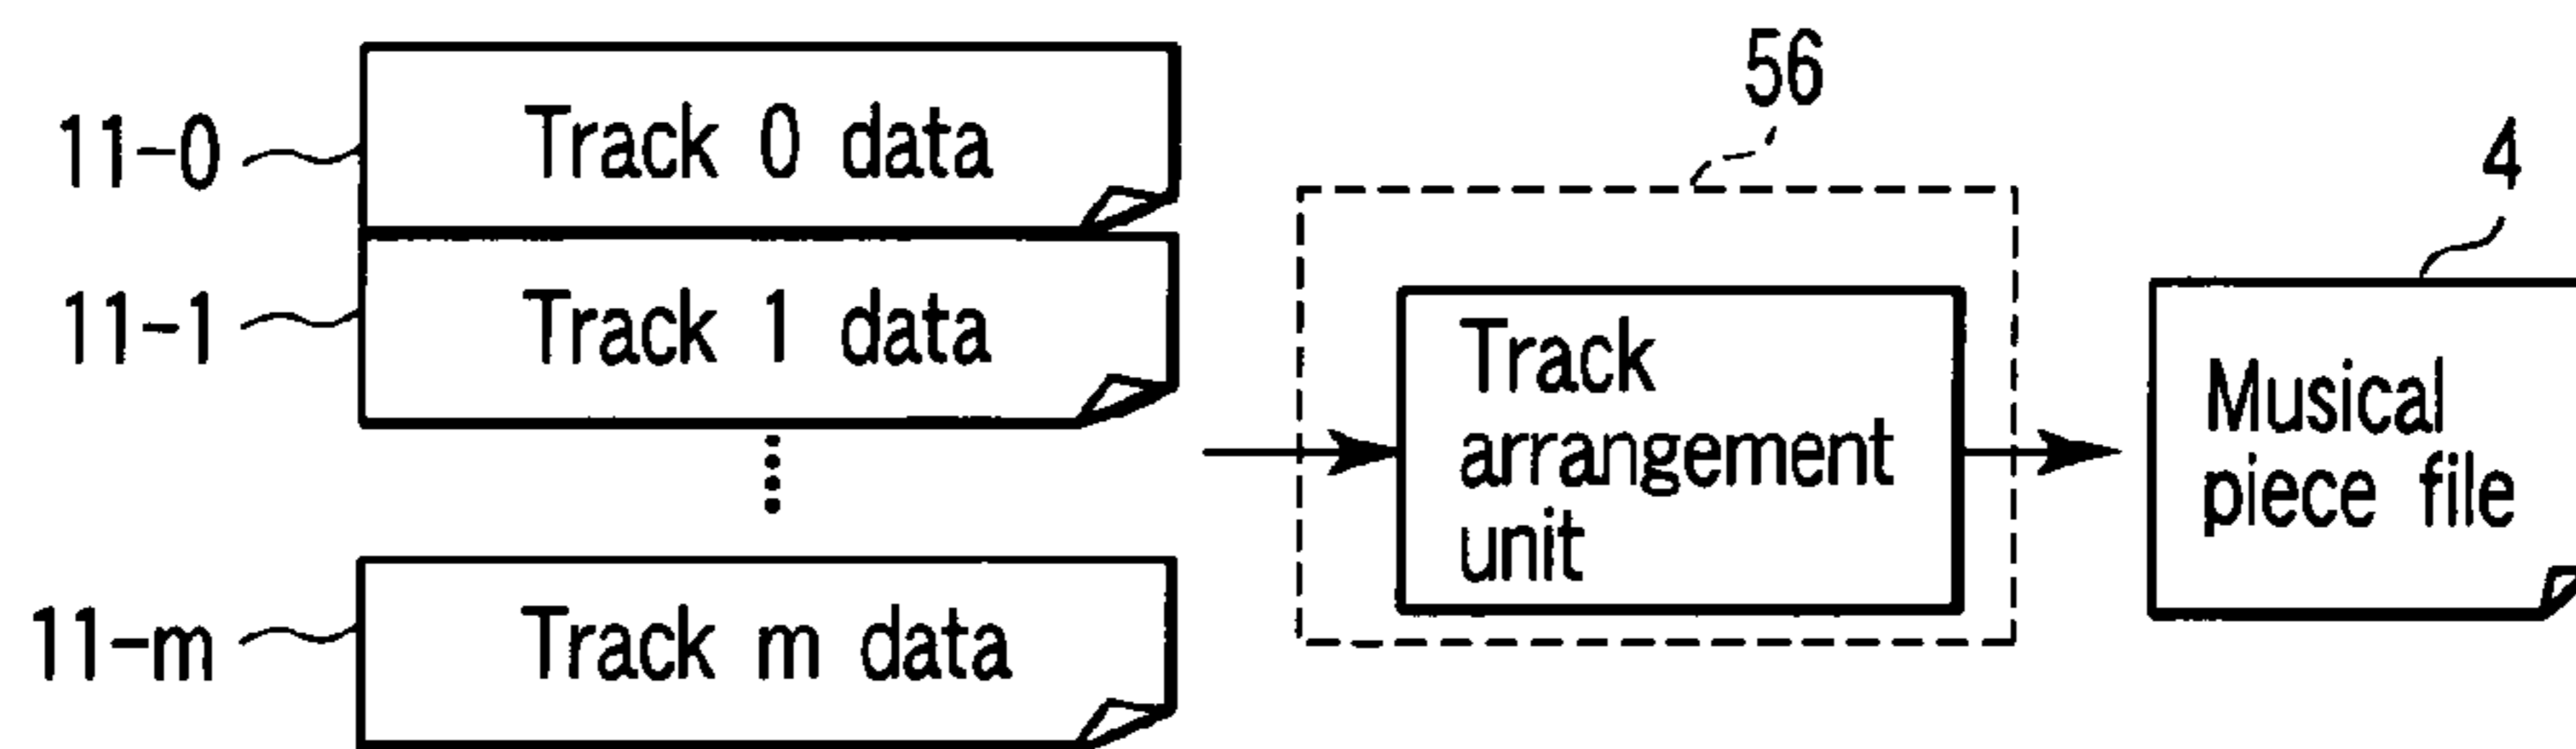 56
11-0
Track 0 data
4
11-1
Track 1 data
Track
arrangement
unit
Musical
piece file
11-m
Track m data